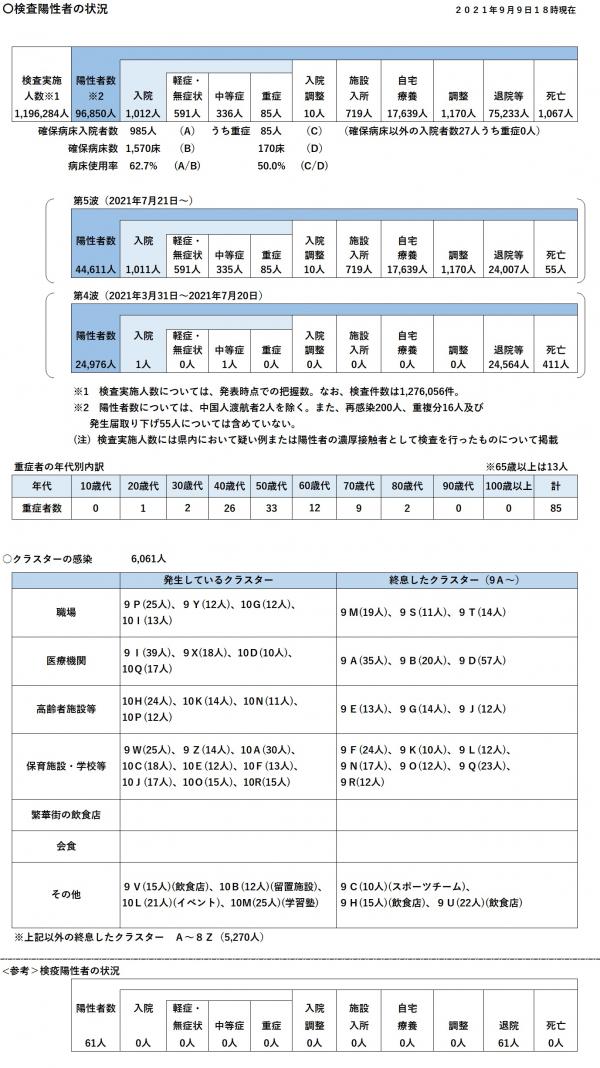 〇検査陽性者の状況
２０２１年９月９日１８時現在
検査実施人数※1 陽性者数※2 入院 軽症・無症状 中等症 重症 入院調整 施設入所 自宅療養 調整 退院等 死亡
1,196,284人 96,850人 1,012人 591人 336人 85人 10人 719人 17,639人 1,170人 75,233人 1,067人
確保病床入院者数 985人 （A） うち重症 85人 （C） （確保病床以外の入院者数27人うち重症0人）
確保病床数 1,570床 （B） 170床 （D）
病床使用率 62.7% （A/B） 50.0% （C/D）
第5波（2021年7月21日～）
陽性者数 入院 軽症・無症状 中等症 重症 入院調整 施設入所 自宅療養 調整 退院等 死亡
44,611人 1,011人 591人 335人 85人 10人 719人 17,639人 1,170人 24,007人 55人
第4波（2021年3月31日～2021年7月20日）
陽性者数 入院 軽症・無症状 中等症 重症 入院調整 施設入所 自宅療養 調整 退院等 死亡
24,976人 1人 0人 1人 0人 0人 0人 0人 0人 24,564人 411人
※1　検査実施人数については、発表時点での把握数。なお、検査件数は1,276,056件。
※2　陽性者数については、中国人渡航者2人を除く。また、再感染200人、重複分16人及び
発生届取り下げ55人については含めていない。
（注）検査実施人数には県内において疑い例または陽性者の濃厚接触者として検査を行ったものについて掲載
重症者の年代別内訳
※65歳以上は13人
年代 10歳代 20歳代 30歳代 40歳代 50歳代 60歳代 70歳代 80歳代 90歳代 100歳以上 計
重症者数 0 1 2 26 33 12 9 2 0 0 85
○クラスターの感染 6,061人
発生しているクラスター 終息したクラスター（９A～）
職場
９Ｐ(25人)、９Ｙ(12人)、10Ｇ(12人)、
10Ｉ(13人)
９Ｍ(19人)、９Ｓ(11人)、９Ｔ(14人)
医療機関
９Ｉ(39人)、９X(18人)、10Ｄ(10人)、
10Q(17人)
９Ａ(35人)、９Ｂ(20人)、９Ｄ(57人)
高齢者施設等
10Ｈ(24人)、10Ｋ(14人)、10Ｎ(11人)、
10Ｐ(12人)
９Ｅ(13人)、９Ｇ(14人)、９Ｊ(12人)
保育施設・学校等
９Ｗ(25人)、９Ｚ(14人)、10Ａ(30人)、
10Ｃ(18人)、10Ｅ(12人)、10Ｆ(13人)、
10Ｊ(17人)、10Ｏ(15人)、10R(15人)
９Ｆ(24人)、９Ｋ(10人)、９Ｌ(12人)、
９Ｎ(17人)、９Ｏ(12人)、９Ｑ(23人)、
９Ｒ(12人)
繁華街の飲食店
会食
その他
９Ｖ(15人)(飲食店)、10Ｂ(12人)(留置施設)、
10Ｌ(21人)(イベント)、10Ｍ(25人)(学習塾)
９Ｃ(10人)(スポーツチーム)、
９Ｈ(15人)(飲食店)、９Ｕ(22人)(飲食店)
※上記以外の終息したクラスター　Ａ～８Ｚ（5,270人）
<参考＞検疫陽性者の状況
陽性者数 入院 軽症・無症状 中等症 重症 入院調整 施設入所 自宅療養 調整 退院 死亡
61人 0人 0人 0人 0人 0人 0人 0人 0人 61人 0人